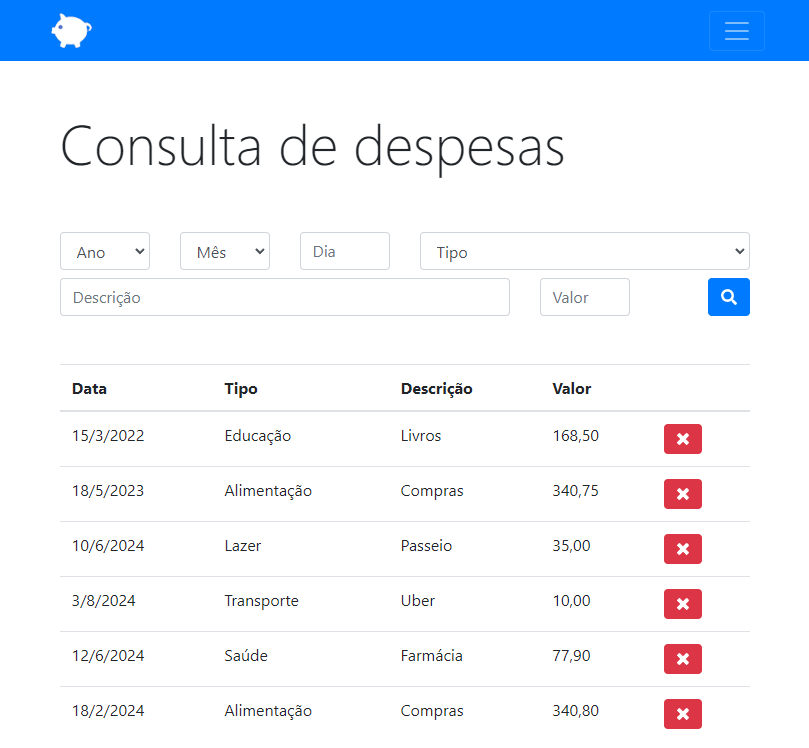 Consulta de despesas
Ano Mês Dia Tipo
Descrição Valor
Data Tipo Descrição Valor
15/3/2022 Educação Livros 168,50
18/5/2023 Alimentação Compras 340,75
10/6/2024 Lazer Passeio 35,00
3/8/2024 Transporte Uber 10,00
12/6/2024 Saúde Farmácia 77,90
18/2/2024 Alimentação Compras 340,80